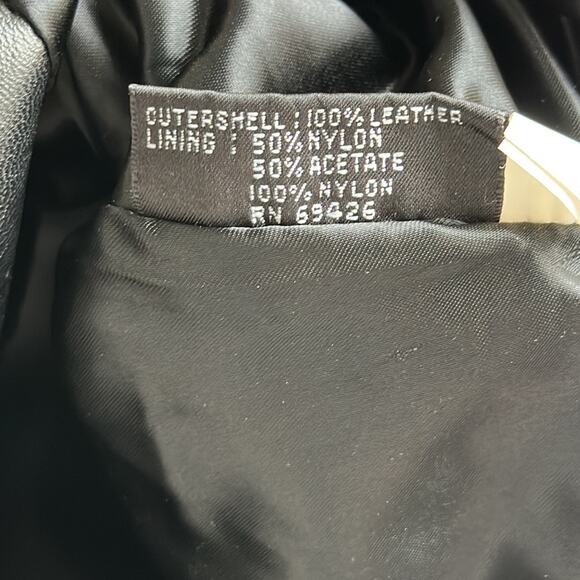 OUTERSHELL : 100% LEATHER
LINING : 50% NYLON
50% ACETATE
100% NYLON
RN 69426